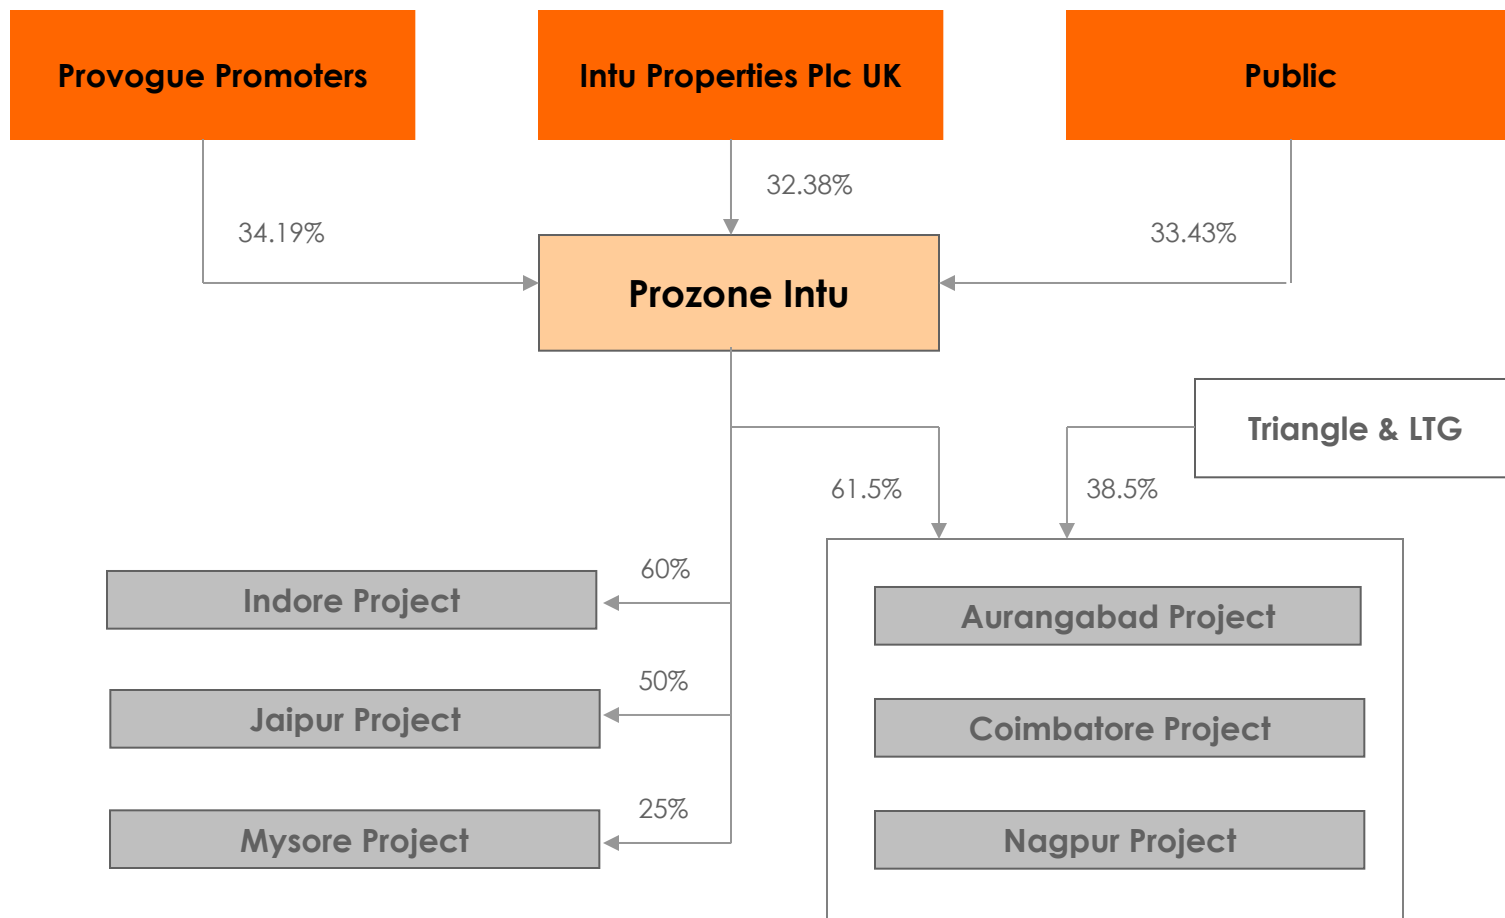 Provogue Promoters
Intu Properties Plc UK
Public
32.38%
34.19%
33.43%
Prozone Intu
Triangle & LTG
61.5%
38.5%
60%
Indore Project
Aurangabad Project
50%
Jaipur Project
Coimbatore Project
25%
Mysore Project
Nagpur Project